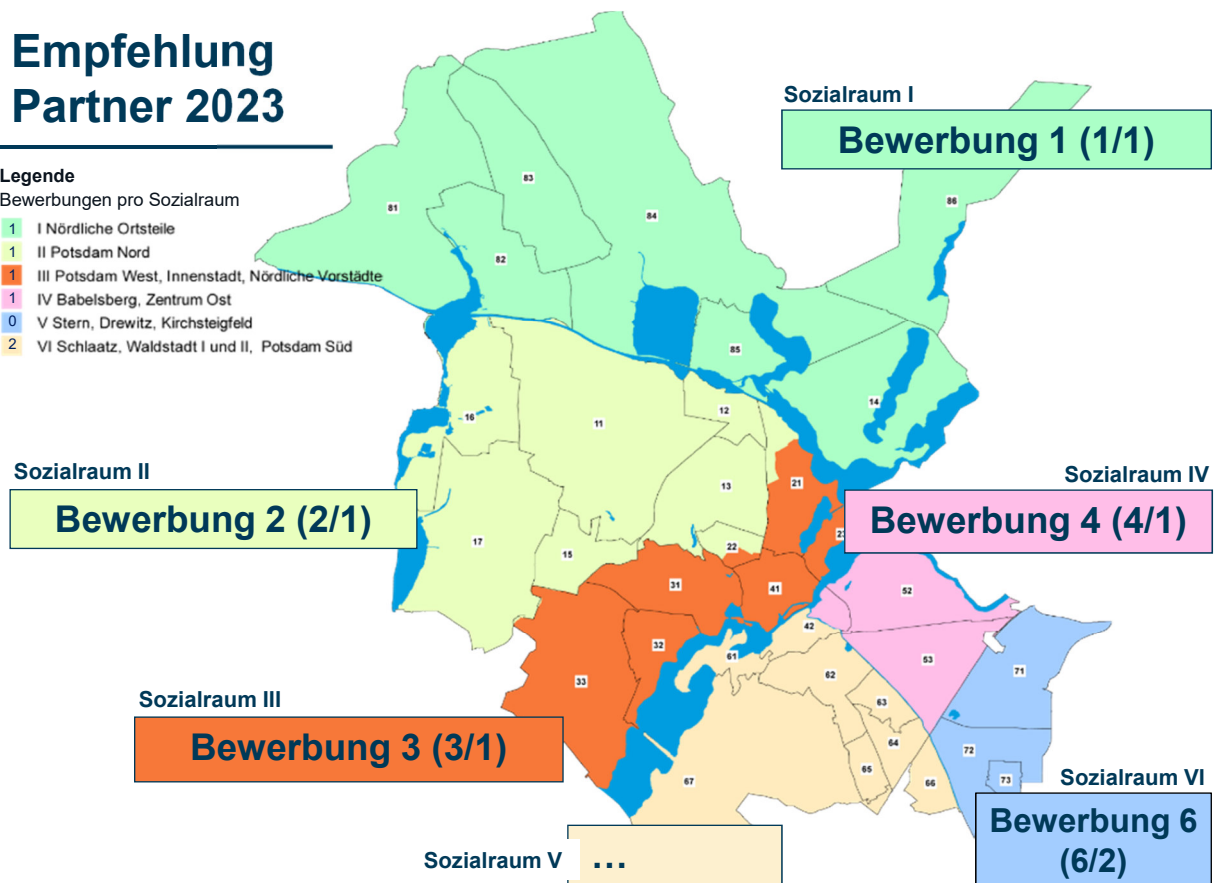 Empfehlung
Partner 2023
Legende
Bewerbungen pro Sozialraum
1 I Nördliche Ortsteile
1 II Potsdam Nord
1 III Potsdam West, Innenstadt, Nördliche Vorstädte
1 IV Babelsberg, Zentrum Ost
0 V Stern, Drewitz, Kirchsteigfeld
2 VI Schlaatz, Waldstadt I und II, Potsdam Süd
Sozialraum I
Bewerbung 1 (1/1)
83
86
81
84
82
85
14
16
12
11
Sozialraum II
Bewerbung 2 (2/1)
13
21
Sozialraum IV
Bewerbung 4 (4/1)
17
15
22
31
41
52
42
32
61
53
33
62
71
63
64
72
65
66
73
67
Sozialraum III
Bewerbung 3 (3/1)
Sozialraum VI
Bewerbung 6
(6/2)
Sozialraum V
...